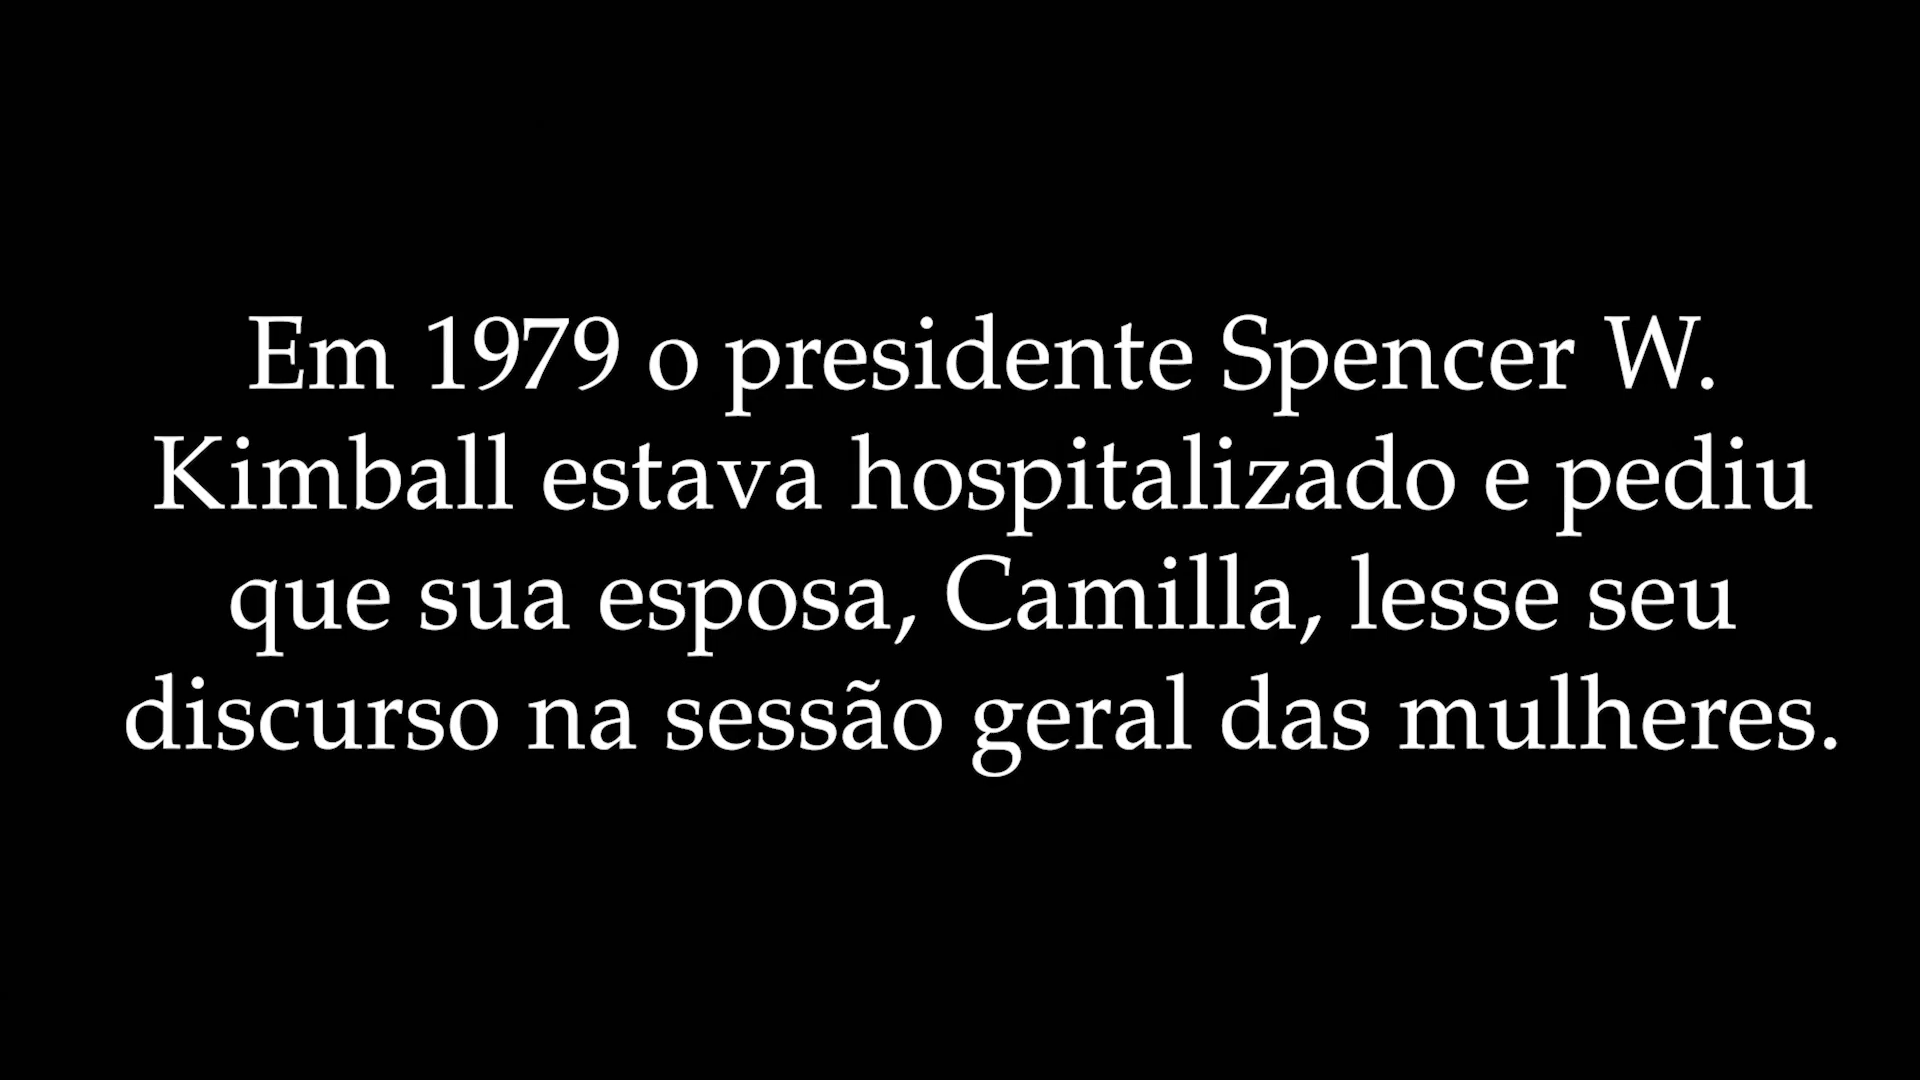 Em 1979 o presidente Spencer W.
Kimball estava hospitalizado e pediu
que sua esposa, Camilla, lesse seu
discurso na sessão geral das mulheres.